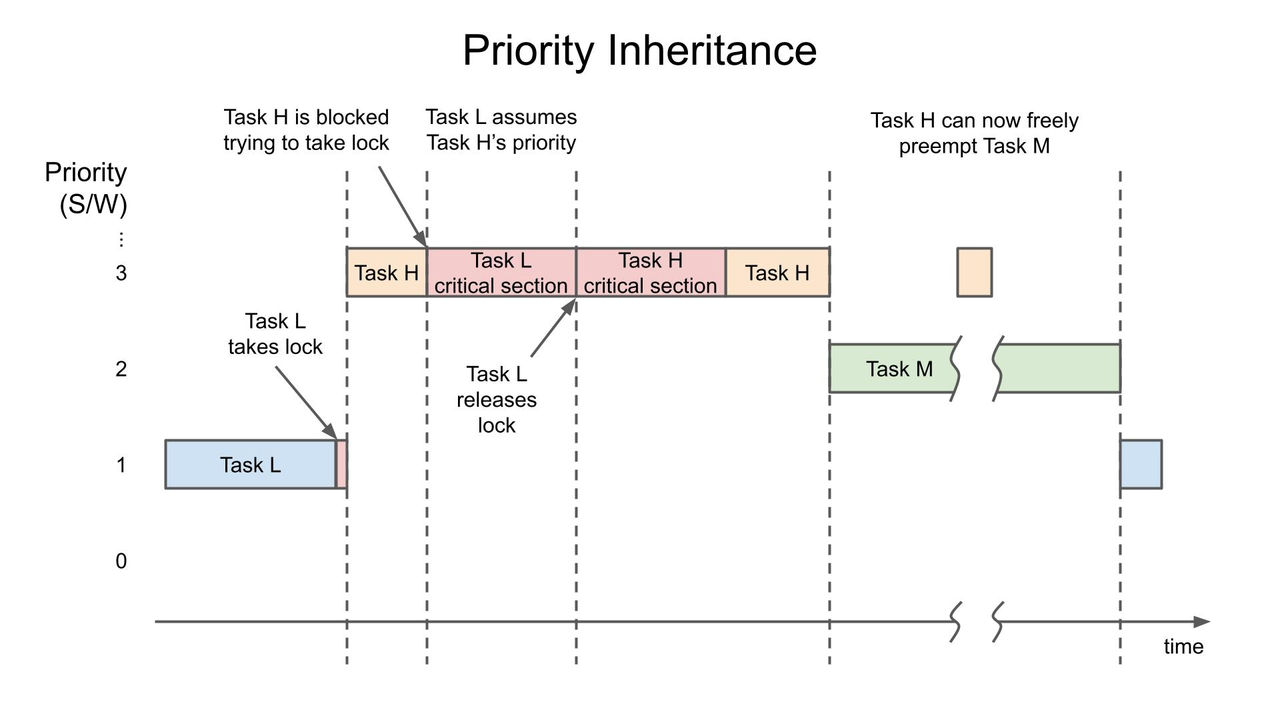 Priority Inheritance
Task H is blocked
trying to take lock
Task L assumes
Task H's priority
Task H can now freely
preempt Task M
Priority
(S/W)
⋮
3
Task H
Task L
critical section
Task H
critical section
Task H
Task L
takes lock
2
Task L
releases
lock
Task M
1
Task L
0
time